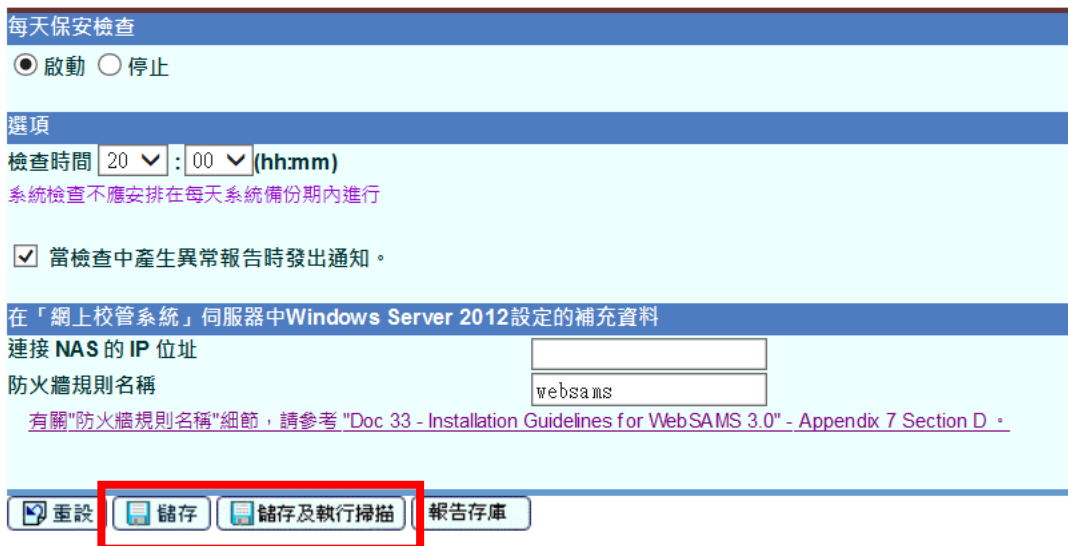 每天保安檢查
啟動 停止
選項
檢查時間 20 : 00 (hh:mm)
系統檢查不應安排在每天系統備份期內進行
當檢查中產生異常報告時發出通知。
在「網上校管系統」伺服器中Windows Server 2012設定的補充資料
連接 NAS 的 IP 位址
防火牆規則名稱 websams
有關"防火牆規則名稱"細節，請參考 "Doc 33 - Installation Guidelines for WebSAMS 3.0" - Appendix 7 Section D 。
重設 儲存 儲存及執行掃描 報告存庫